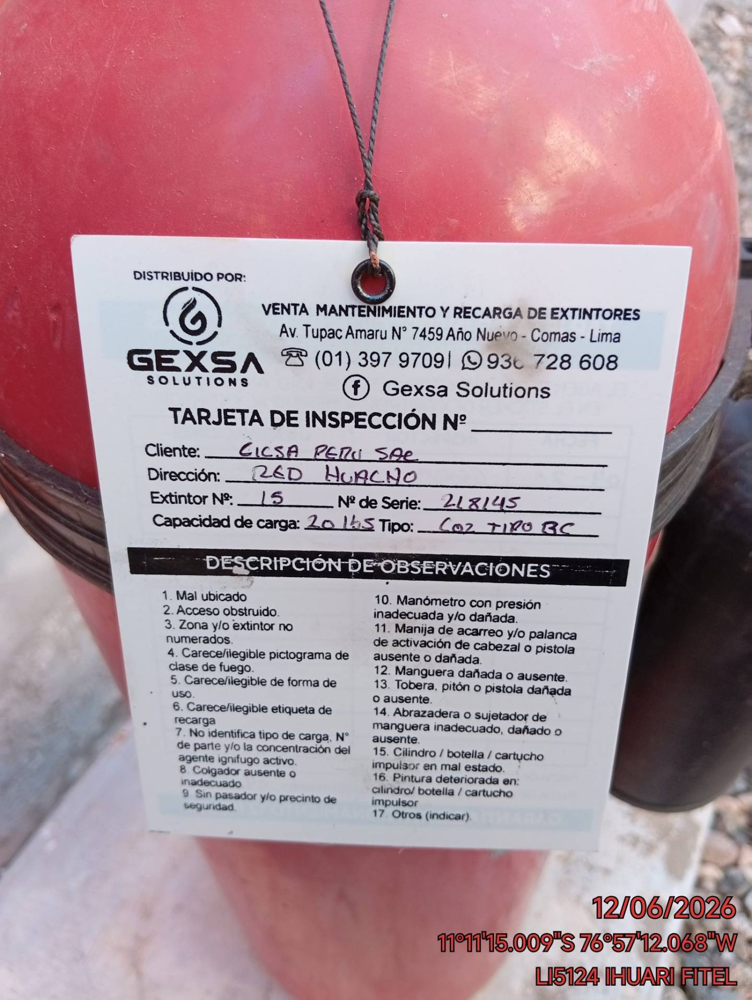 DISTRIBUÍDO POR:
GEXSA
SOLUTIONS
VENTA MANTENIMIENTO Y RECARGA DE EXTINTORES
Av. Tupac Amaru N° 7459 Año Nuevo - Comas - Lima
(01) 397 9709 | 936 728 608
Gexsa Solutions
TARJETA DE INSPECCIÓN Nº
Cliente: CICSA PERU SAC
Dirección: RED HUACHO
Extintor Nº: 15 Nº de Serie: 218145
Capacidad de carga: 20 lbs Tipo: CO2 TIPO BC
DESCRIPCIÓN DE OBSERVACIONES
1. Mal ubicado
2. Acceso obstruido.
3. Zona y/o extintor no
numerados.
4. Carece/ilegible pictograma de
clase de fuego.
5. Carece/ilegible de forma de
uso.
6. Carece/ilegible etiqueta de
recarga
7. No identifica tipo de carga, N°
de parte y/o la concentración del
agente ignifugo activo.
8. Colgador ausente o
inadecuado
9. Sin pasador y/o precinto de
seguridad.
10. Manómetro con presión
inadecuada y/o dañada.
11. Manija de acarreo y/o palanca
de activación de cabezal o pistola
ausente o dañada.
12. Manguera dañada o ausente.
13. Tobera, pitón o pistola dañada
o ausente.
14. Abrazadera o sujetador de
manguera inadecuado, dañado o
ausente.
15. Cilindro / botella / cartucho
impulsor en mal estado.
16. Pintura deteriorada en:
cilindro/ botella / cartucho
impulsor
17. Otros (indicar).
12/06/2026
11°11'15.009"S 76°57'12.068"W
LI5124 IHUARI FITEL